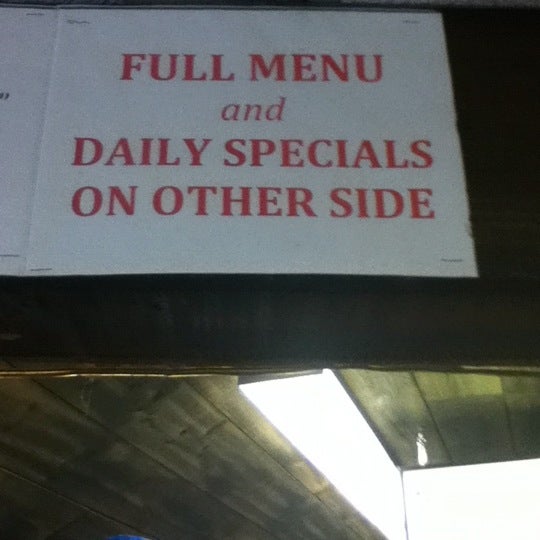 FULL MENU
and
DAILY SPECIALS
ON OTHER SIDE